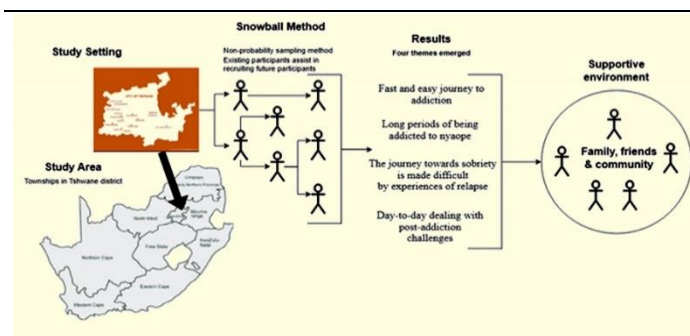 Study Setting
Snowball Method
Non-probability sampling method
Existing participants assist in
recruiting future participants
Results
Four themes emerged
Fast and easy journey to
addiction
Long periods of being
addicted to nyaope
The journey towards sobriety
is made difficult
by experiences of relapse
Day-to-day dealing with
post-addiction
challenges
Supportive
environment
Family, friends
& community
Study Area
Townships in Tshwane district
Limpopo
North West
Free State
Northern Cape
Eastern Cape
Western Cape